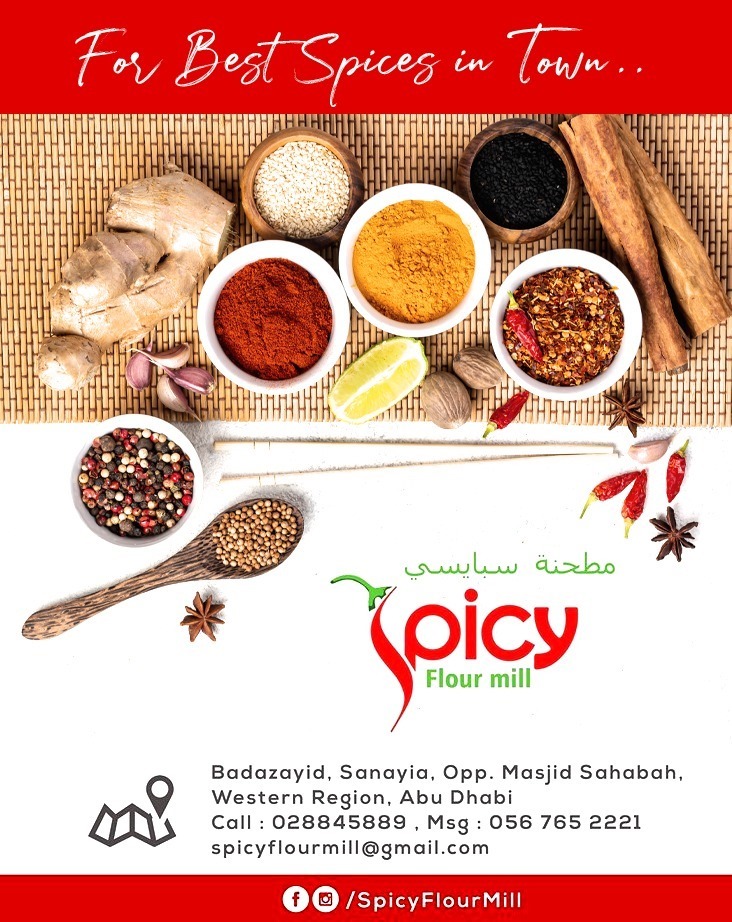 For Best Spices in Town..
مطحنة سبايسي
Spicy
Flour mill
Badazayid, Sanayia, Opp. Masjid Sahabah,
Western Region, Abu Dhabi
Call : 028845889 , Msg : 056 765 2221
spicyflourmill@gmail.com
/SpicyFlourMill